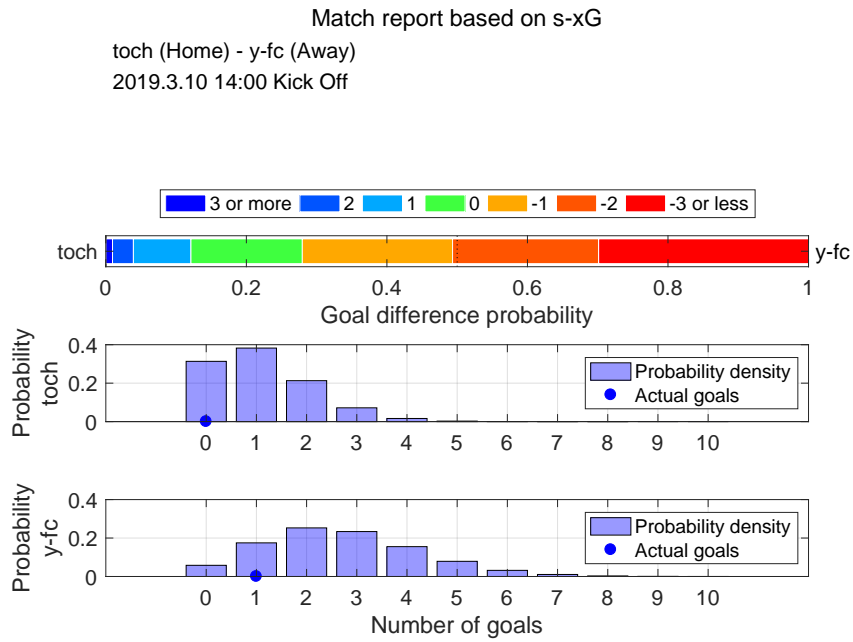 Match report based on s-xG
toch (Home) - y-fc (Away)
2019.3.10 14:00 Kick Off
3 or more 2 1 0 -1 -2 -3 or less
toch y-fc
0 0.2 0.4 0.6 0.8 1
Goal difference probability
Probability
toch
0.4
0.2
0
Probability density
Actual goals
0 1 2 3 4 5 6 7 8 9 10
Probability
y-fc
0.4
0.2
0
Probability density
Actual goals
0 1 2 3 4 5 6 7 8 9 10
Number of goals